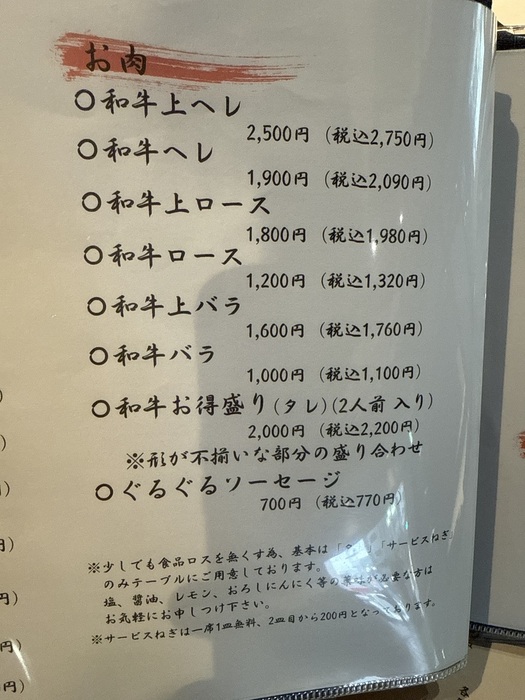 お肉
○和牛上ヘレ
2,500円（税込2,750円）
○和牛ヘレ
1,900円（税込2,090円）
○和牛上ロース
1,800円（税込1,980円）
○和牛ロース
1,200円（税込1,320円）
○和牛上バラ
1,600円（税込1,760円）
○和牛バラ
1,000円（税込1,100円）
○和牛お得盛り(タレ)(2人前 入り)
2,000円（税込2,200円）
※形が不揃いな部分の盛り合わせ
○ぐるぐるソーセージ
700円（税込770円）
※少しても食品ロスを無くす為、基本は「」「サービスねぎ
のみテーブルにご用意しております。
塩、醤油、レモン、おろしにんにく等の が必要な方は
お気軽にお申しつけ下さい。
※サービスねぎは一席1皿無料、2皿目から200円となっております。